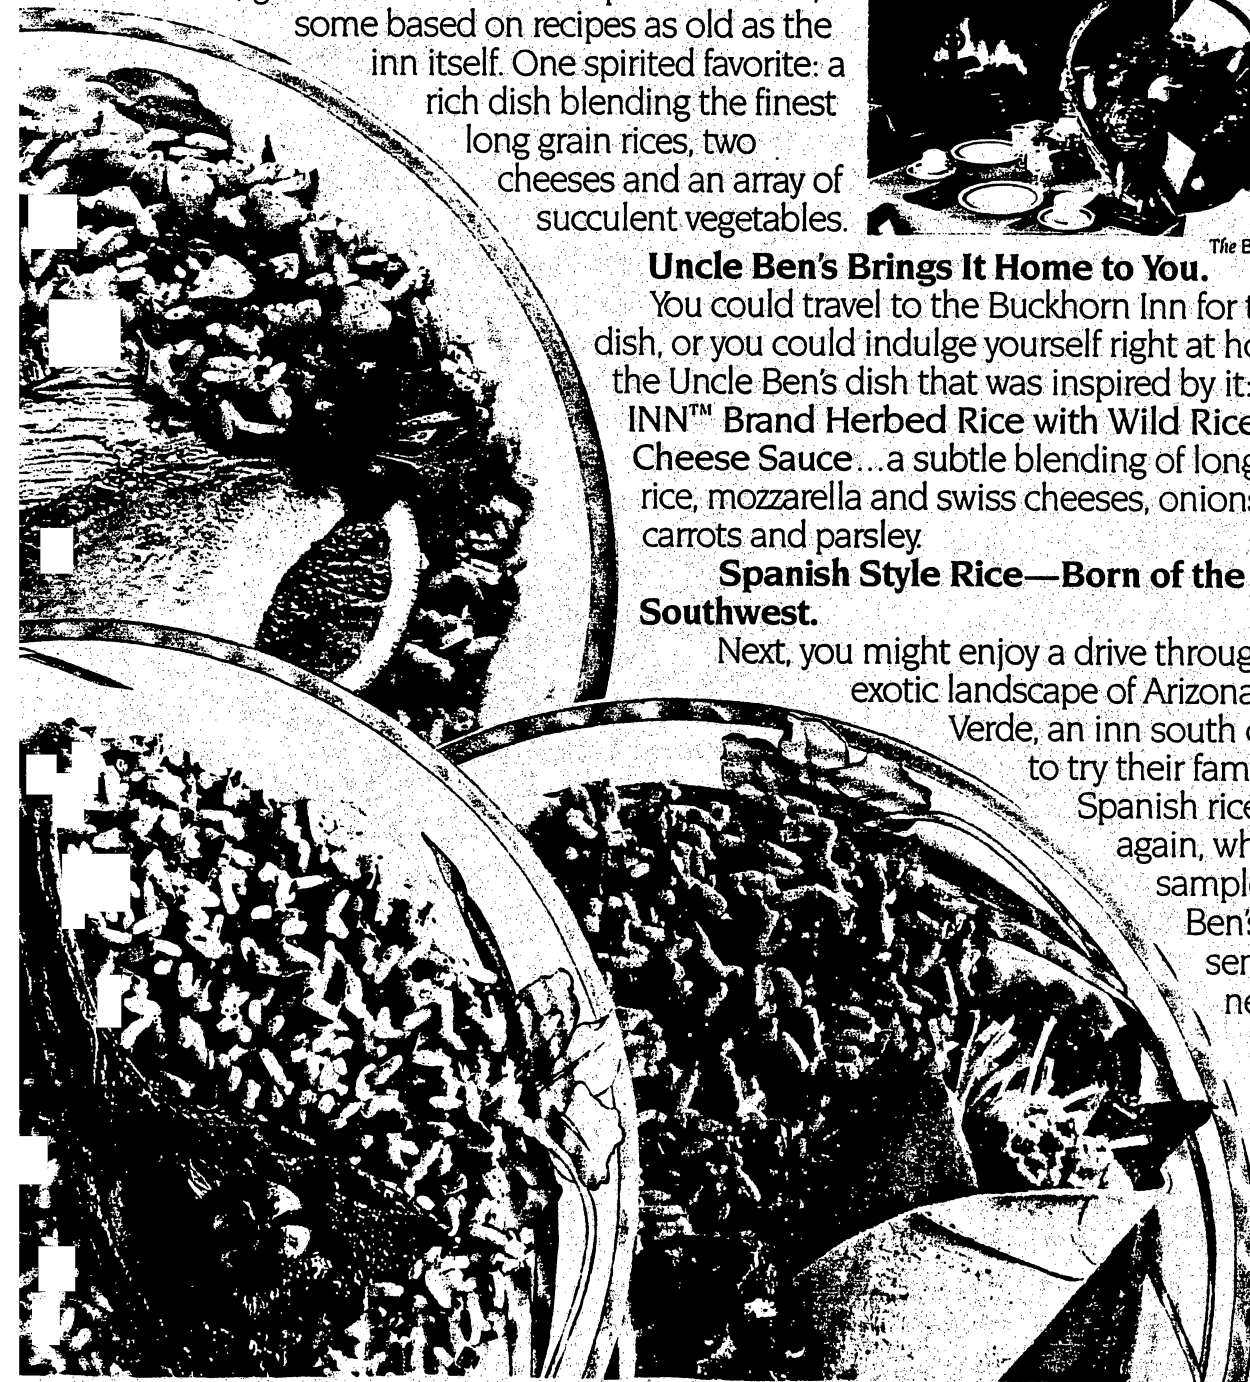 some based on recipes as old as the
inn itself. One spirited favorite: a
rich dish blending the finest
long grain rices, two
cheeses and an array of
succulent vegetables.
The B
Uncle Ben's Brings It Home to You.
You could travel to the Buckhorn Inn for
dish, or you could indulge yourself right at ho
the Uncle Ben's dish that was inspired by it:
INN™ Brand Herbed Rice with Wild Rice
Cheese Sauce...a subtle blending of long
rice, mozzarella and swiss cheeses, onions
carrots and parsley.
Spanish Style Rice—Born of the
Southwest.
Next, you might enjoy a drive throug
exotic landscape of Arizona
Verde, an inn south
to try their fam
Spanish rice
again, wh
sampl
Ben's
ser
ne